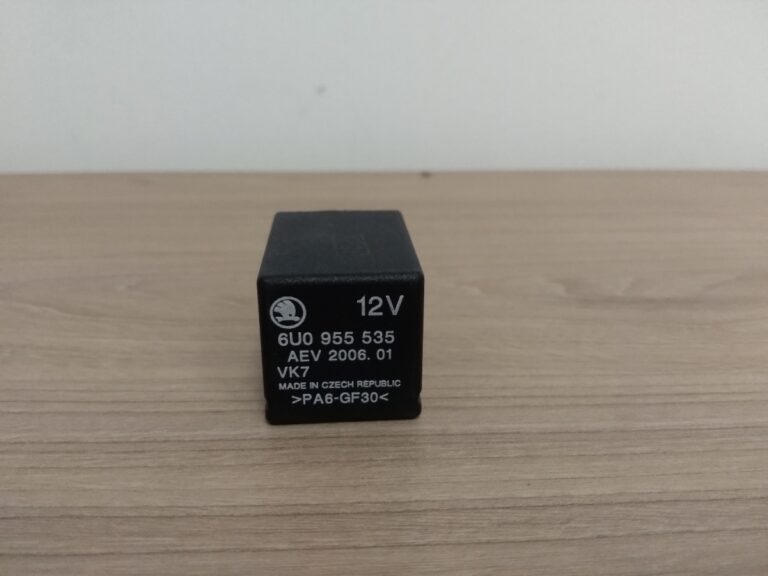 12V
6U0 955 535
AEV 2006. 01
VK7
MADE IN CZECH REPUBLIC
>PA6-GF30<